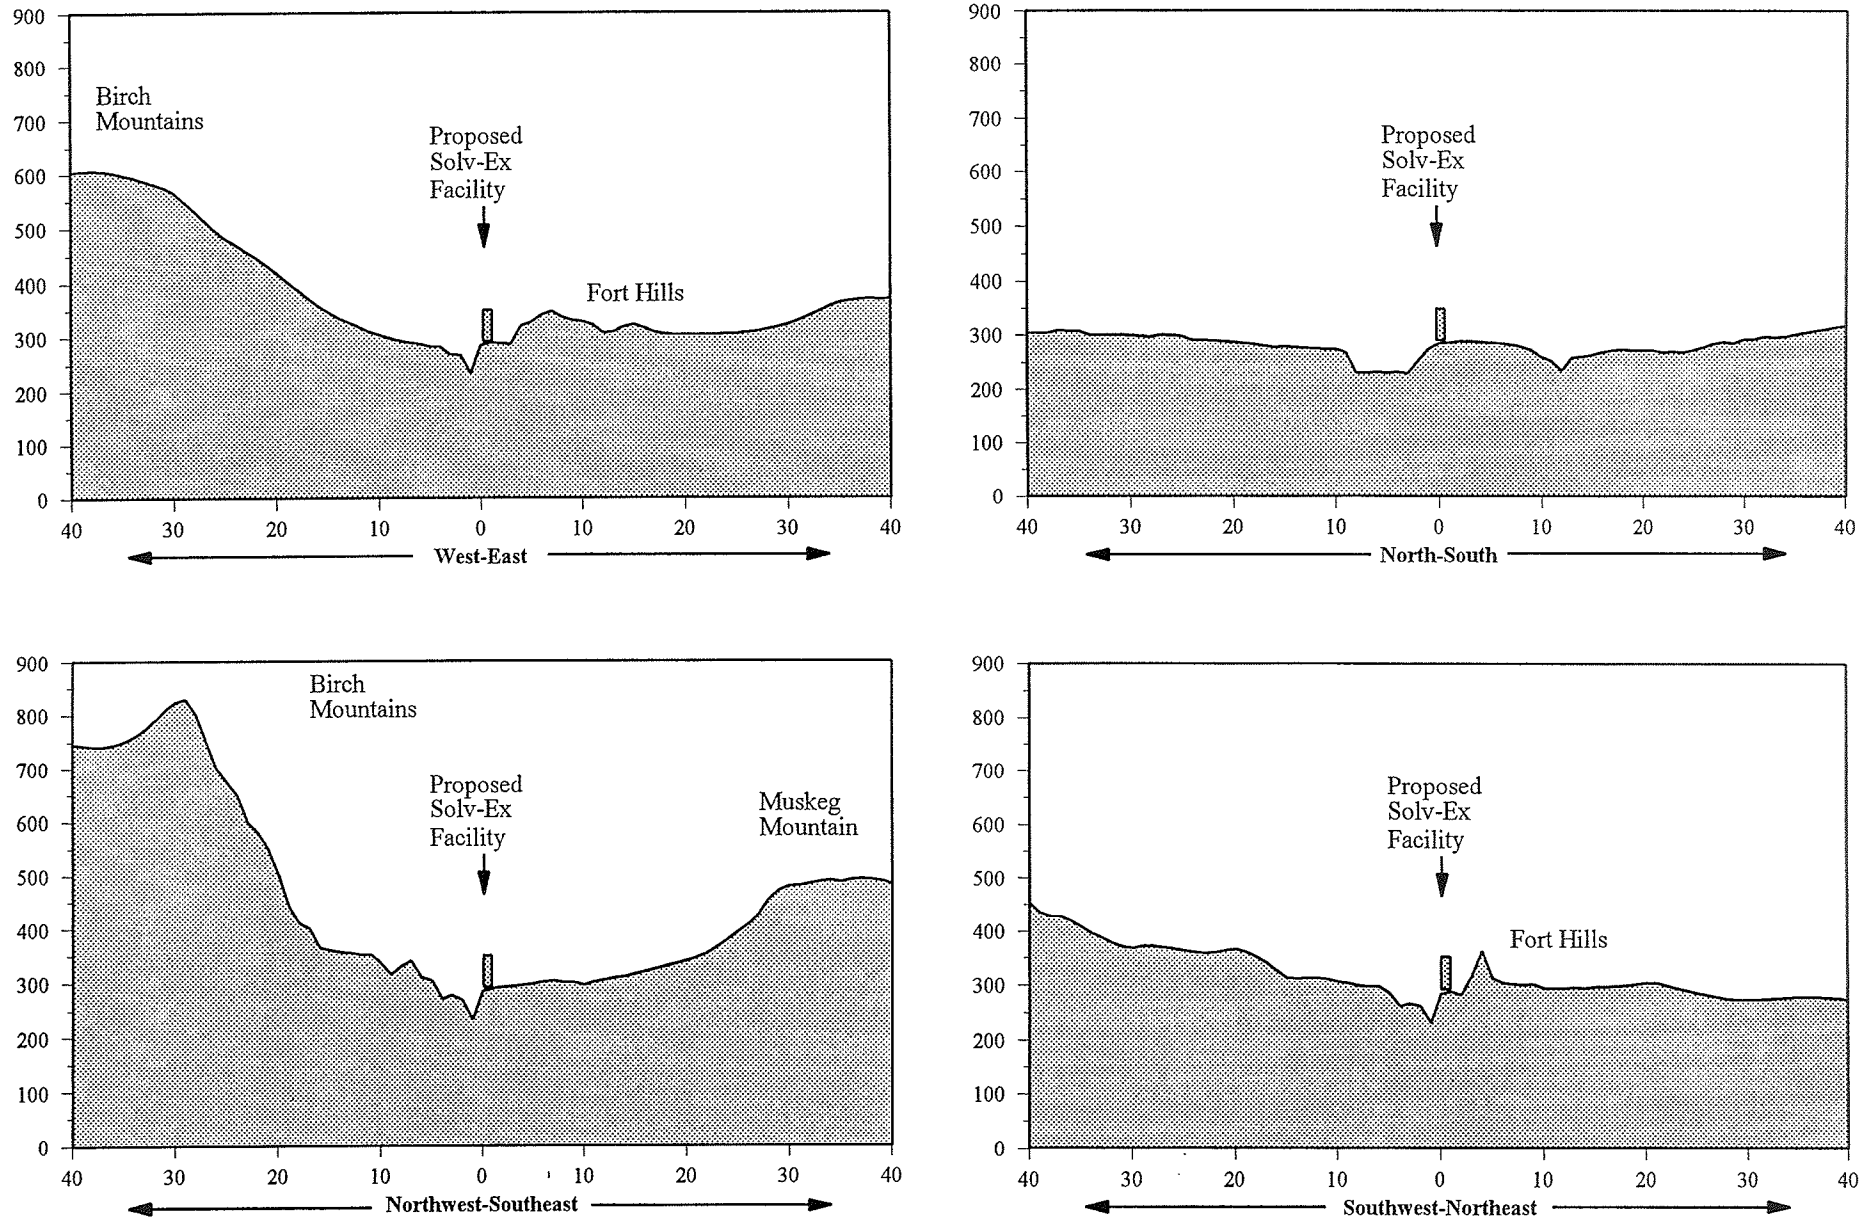 900
800
700
600
500
400
300
200
100
0
Birch
Mountains
Proposed
Solv-Ex
Facility
Fort Hills
40 30 20 10 0 10 20 30 40
West-East
900
800
700
600
500
400
300
200
100
0
Proposed
Solv-Ex
Facility
40 30 20 10 0 10 20 30 40
North-South
900
800
700
600
500
400
300
200
100
0
Birch
Mountains
Proposed
Solv-Ex
Facility
Muskeg
Mountain
40 30 20 10 0 10 20 30 40
Northwest-Southeast
900
800
700
600
500
400
300
200
100
0
Proposed
Solv-Ex
Facility
Fort Hills
40 30 20 10 0 10 20 30 40
Southwest-Northeast